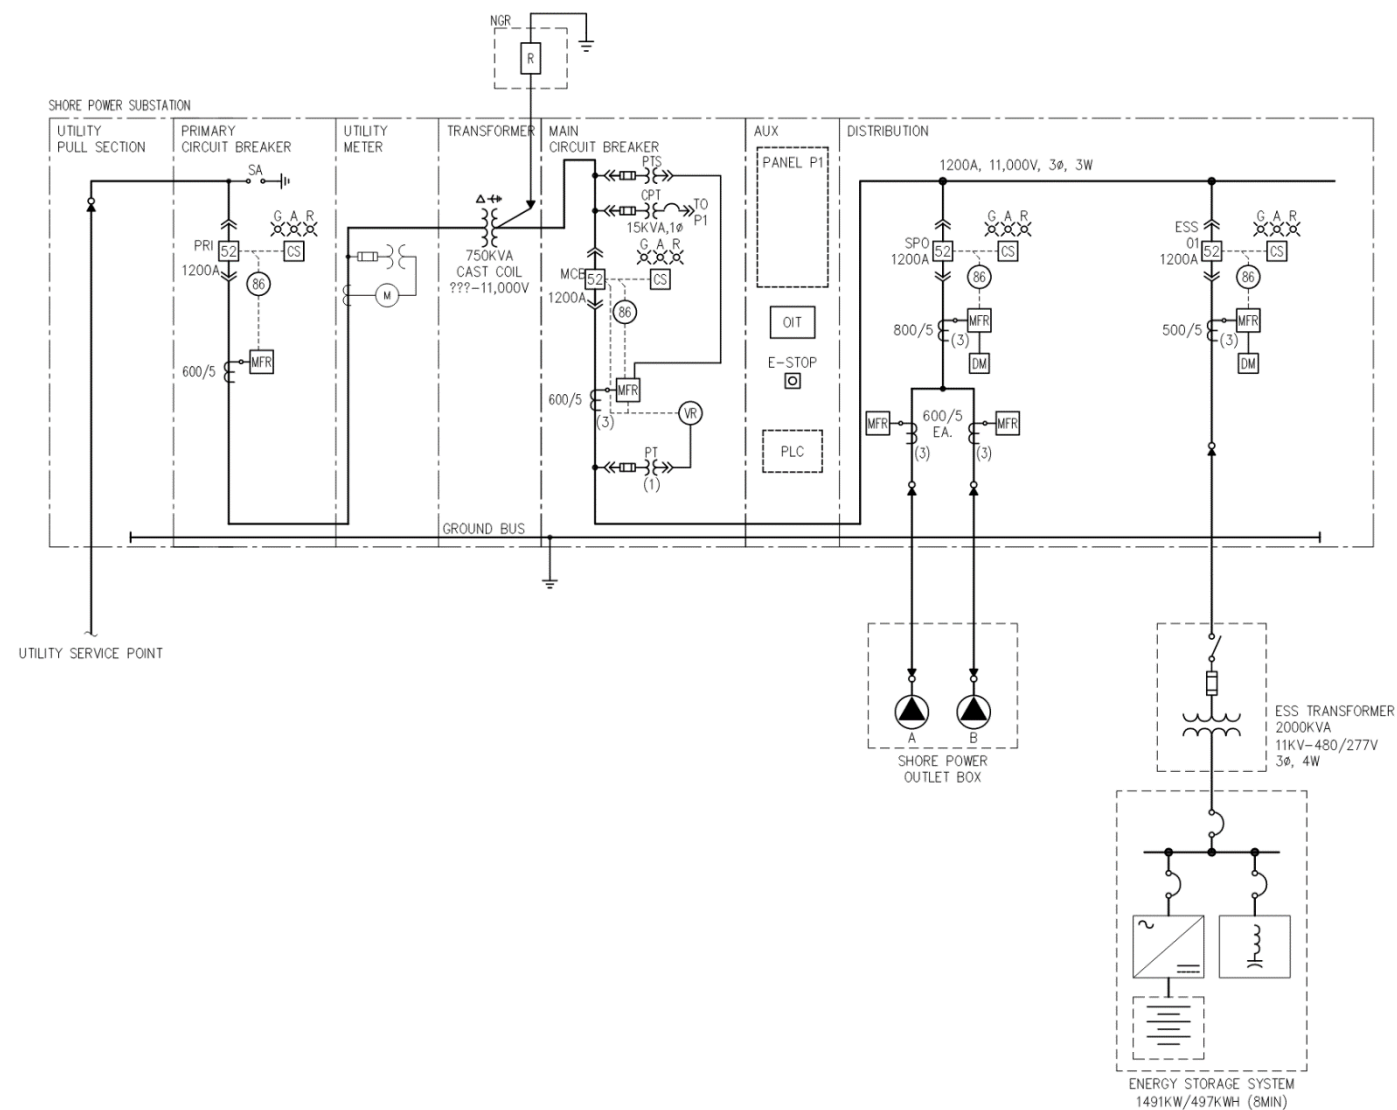 NGR
R
SHORE POWER SUBSTATION
UTILITY
PULL SECTION
PRIMARY
CIRCUIT BREAKER
UTILITY
METER
TRANSFORMER
MAIN
CIRCUIT BREAKER
AUX
DISTRIBUTION
SA
G A R
PRI
52
CS
1200A
86
MFR
600/5
M
750KVA
CAST COIL
???-11,000V
PTS
CPT
TO
P1
15KVA,1ø
G A R
MCB
52
CS
1200A
86
MFR
600/5
(3)
VR
PT
(1)
PANEL P1
OIT
E-STOP
PLC
1200A, 11,000V, 3ø, 3W
G A R
SPO
52
CS
1200A
86
MFR
800/5
(3)
DM
MFR
600/5
EA.
MFR
(3)
(3)
G A R
ESS
01
52
CS
1200A
86
MFR
500/5
(3)
DM
GROUND BUS
UTILITY SERVICE POINT
A
B
SHORE POWER
OUTLET BOX
ESS TRANSFORMER
2000KVA
11KV-480/277V
3ø, 4W
ENERGY STORAGE SYSTEM
1491KW/497KWH (8MIN)